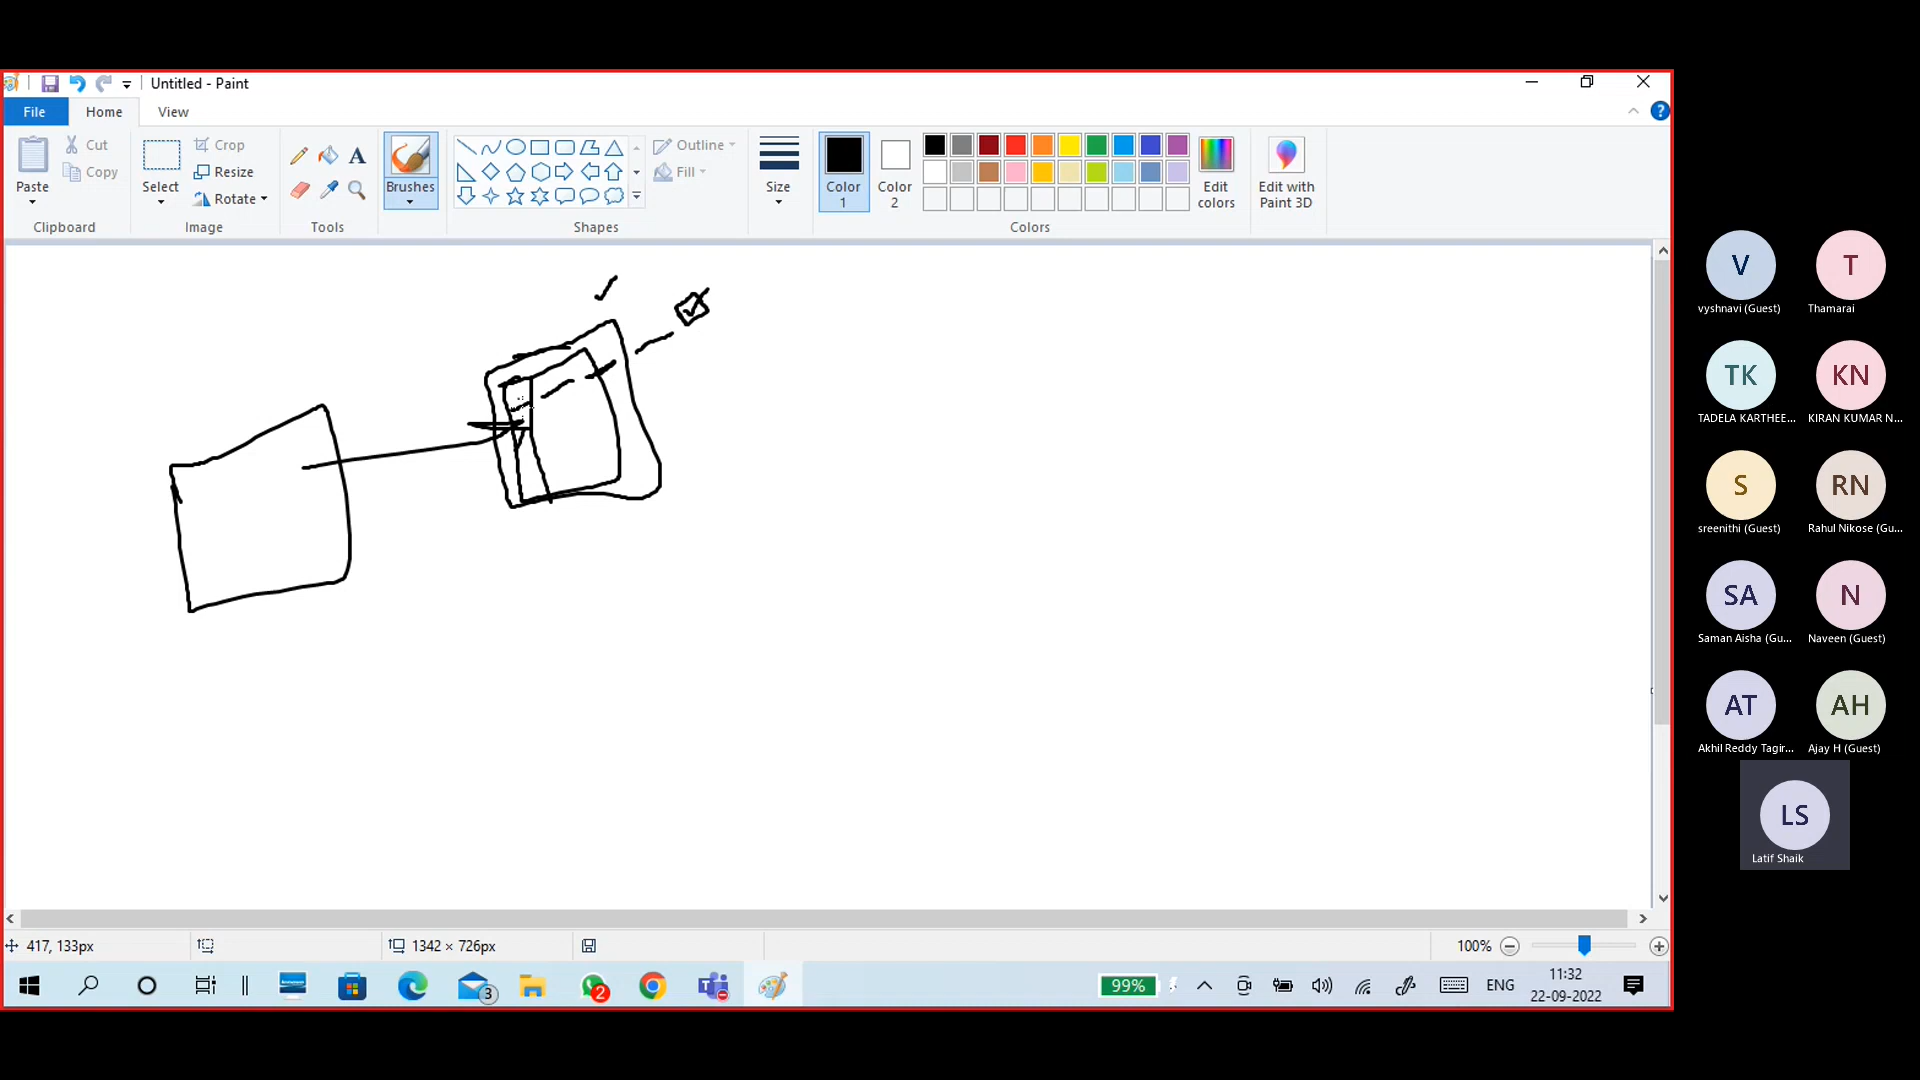 Untitled - Paint
File
Home
View
Paste
Cut
Copy
Clipboard
Select
Crop
Resize
Rotate
Image
A
Tools
Brushes
Shapes
Outline
Fill
Size
Color
1
Color
2
Edit
colors
Colors
Edit with
Paint 3D
?
V
vyshnavi (Guest)
T
Thamarai
TK
TADELA KARTHEE...
KN
KIRAN KUMAR N...
S
sreenithi (Guest)
RN
Rahul Nikose (Gu...
SA
Saman Aisha (Gu...
N
Naveen (Guest)
AT
Akhil Reddy Tagir...
AH
Ajay H (Guest)
LS
Latif Shaik
417, 133px
1342 × 726px
100%
3
2
T
99%
ENG
11:32
22-09-2022